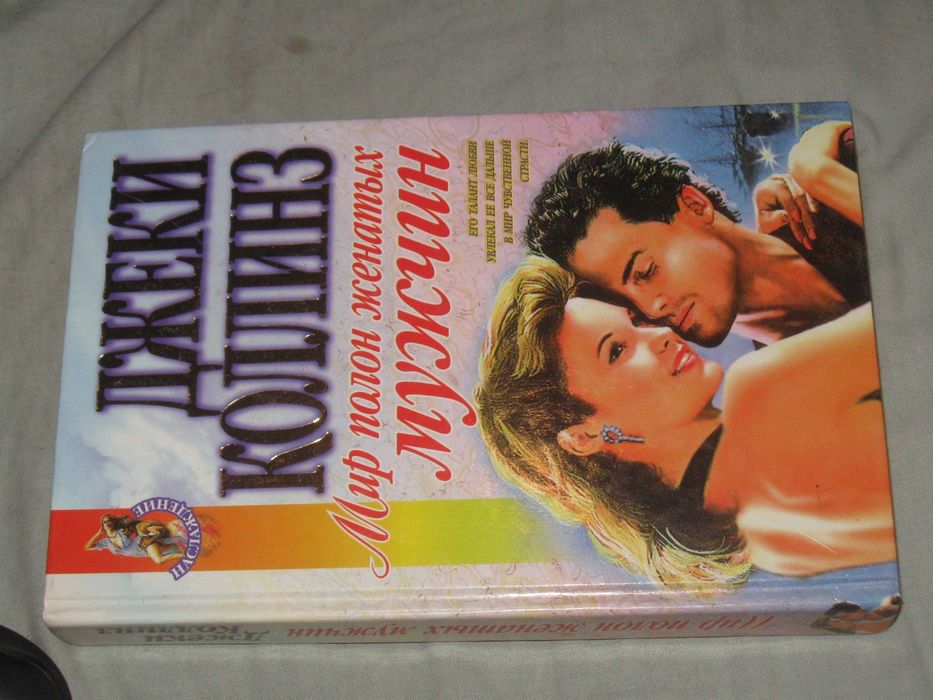 ДЖЕКИ
КОЛЛИНЗ
Мир полон женатых
мужчин
ЕГО ТАЛАНТ ЛЮБВИ
УВЛЕКАЛ ЕЕ ВСЕ ДАЛЬШЕ
В МИР ЧУВСТВЕННОЙ
СТРАСТИ.
НАСЛАЖДЕНИЕ
Джеки
Коллинз
Мир полон женатых мужчин